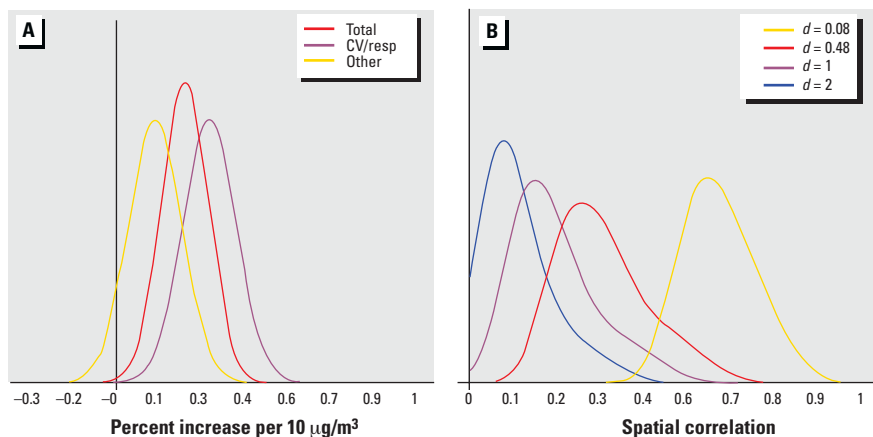 A
Total
CV/resp
Other
–0.3 –0.2 –0 0.1 0.2 0.3 0.4 0.5 0.6 0.7 0.8 0.9 1
Percent increase per 10 μg/m³
B
d = 0.08
d = 0.48
d = 1
d = 2
0 0.1 0.2 0.3 0.4 0.5 0.6 0.7 0.8 0.9 1
Spatial correlation